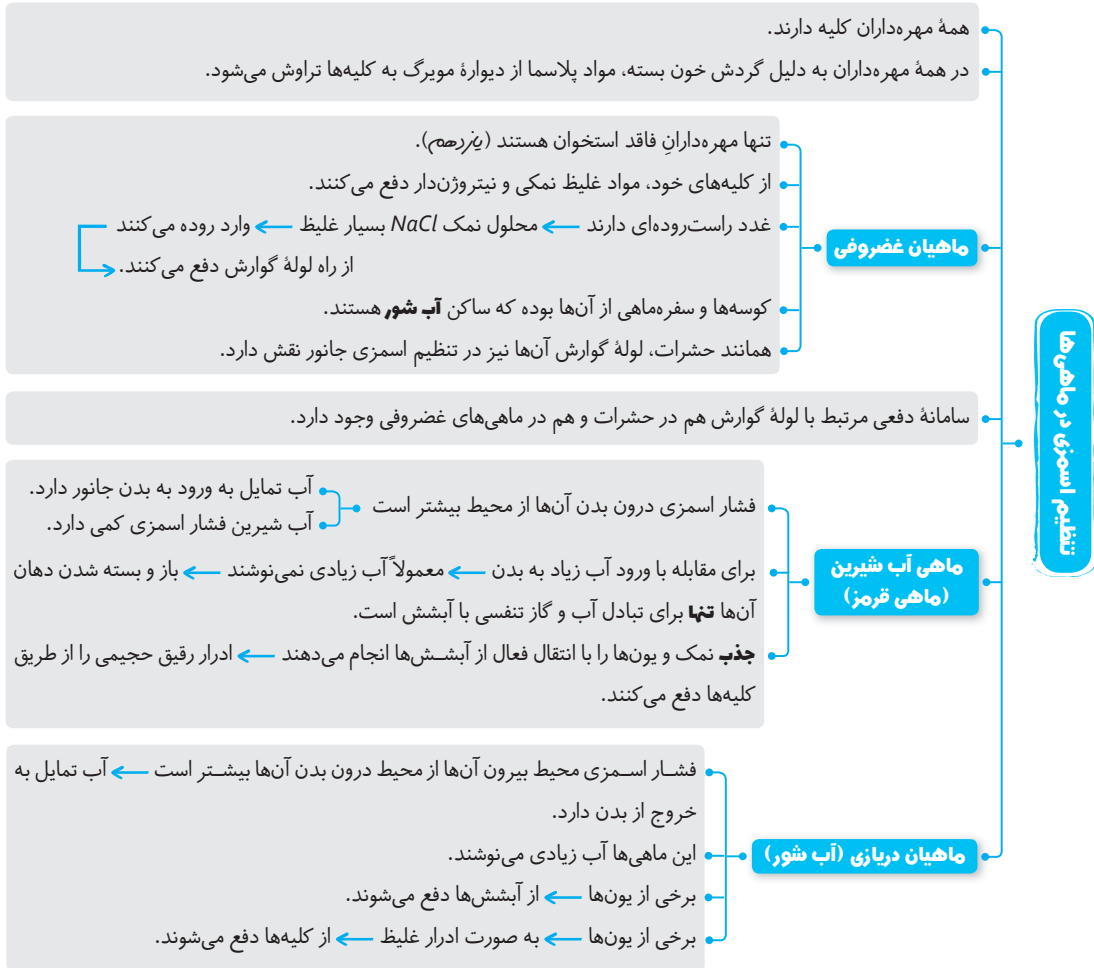 تنظیم اسمزی در ماهی‌ها
همهٔ مهره‌داران کلیه دارند.
در همهٔ مهره‌داران به دلیل گردش خون بسته، مواد پلاسما از دیوارهٔ مویرگ به کلیه‌ها تراوش می‌شود.
ماهیان غضروفی
تنها مهره‌دارانِ فاقد استخوان هستند (یازدهم).
از کلیه‌های خود، مواد غلیظ نمکی و نیتروژن‌دار دفع می‌کنند.
غدد راست‌روده‌ای دارند ← محلول نمک NaCl بسیار غلیظ ← وارد روده می‌کنند
از راه لولهٔ گوارش دفع می‌کنند.
کوسه‌ها و سفره‌ماهی از آن‌ها بوده که ساکن آب شور هستند.
همانند حشرات، لولهٔ گوارش آن‌ها نیز در تنظیم اسمزی جانور نقش دارد.
سامانهٔ دفعی مرتبط با لولهٔ گوارش هم در حشرات و هم در ماهی‌های غضروفی وجود دارد.
ماهی آب شیرین
(ماهی قرمز)
فشار اسمزی درون بدن آن‌ها از محیط بیشتر است
آب تمایل به ورود به بدن جانور دارد.
آب شیرین فشار اسمزی کمی دارد.
برای مقابله با ورود آب زیاد به بدن ← معمولاً آب زیادی نمی‌نوشند ← باز و بسته شدن دهان
آن‌ها تنها برای تبادل آب و گاز تنفسی با آبشش است.
جذب نمک و یون‌ها را با انتقال فعال از آبشـش‌ها انجام می‌دهند ← ادرار رقیق حجیمی را از طریق
کلیه‌ها دفع می‌کنند.
ماهیان دریازی (آب شور)
فشـار اسـمزی محیط بیرون آن‌ها از محیط درون بدن آن‌ها بیشـتر است ← آب تمایل به
خروج از بدن دارد.
این ماهی‌ها آب زیادی می‌نوشند.
برخی از یون‌ها ← از آبشش‌ها دفع می‌شوند.
برخی از یون‌ها ← به صورت ادرار غلیظ ← از کلیه‌ها دفع می‌شوند.